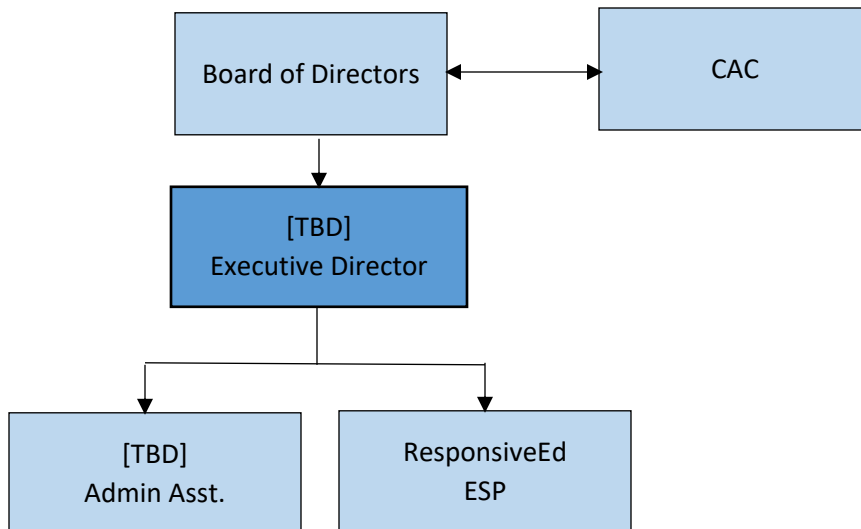 Board of Directors
CAC
[TBD]
Executive Director
[TBD]
Admin Asst.
ResponsiveEd
ESP